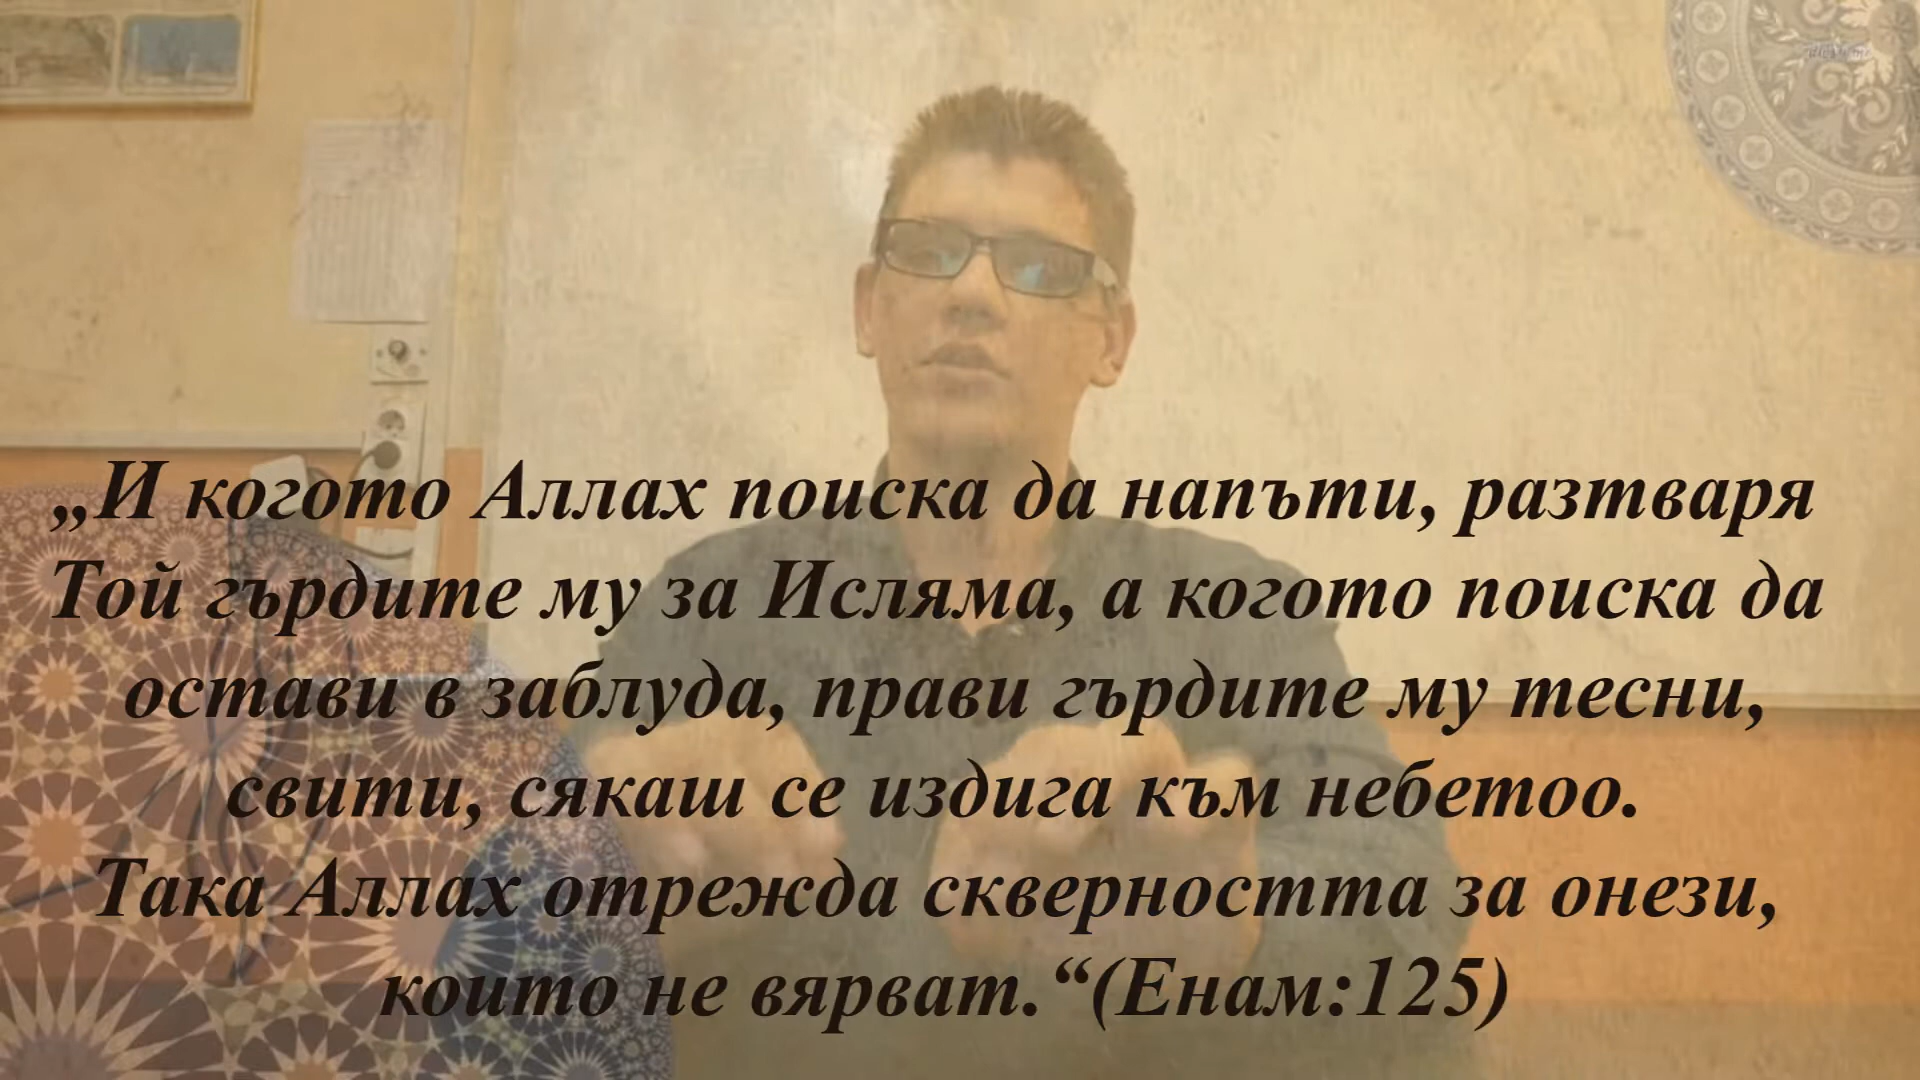 „И когото Аллах поиска да напъти, разтваря
Той гърдите му за Исляма, а когото поиска да
остави в заблуда, прави гърдите му тесни,
свити, сякаш се издига към небетоо.
Така Аллах отрежда скверността за онези,
които не вярват.“(Енам:125)